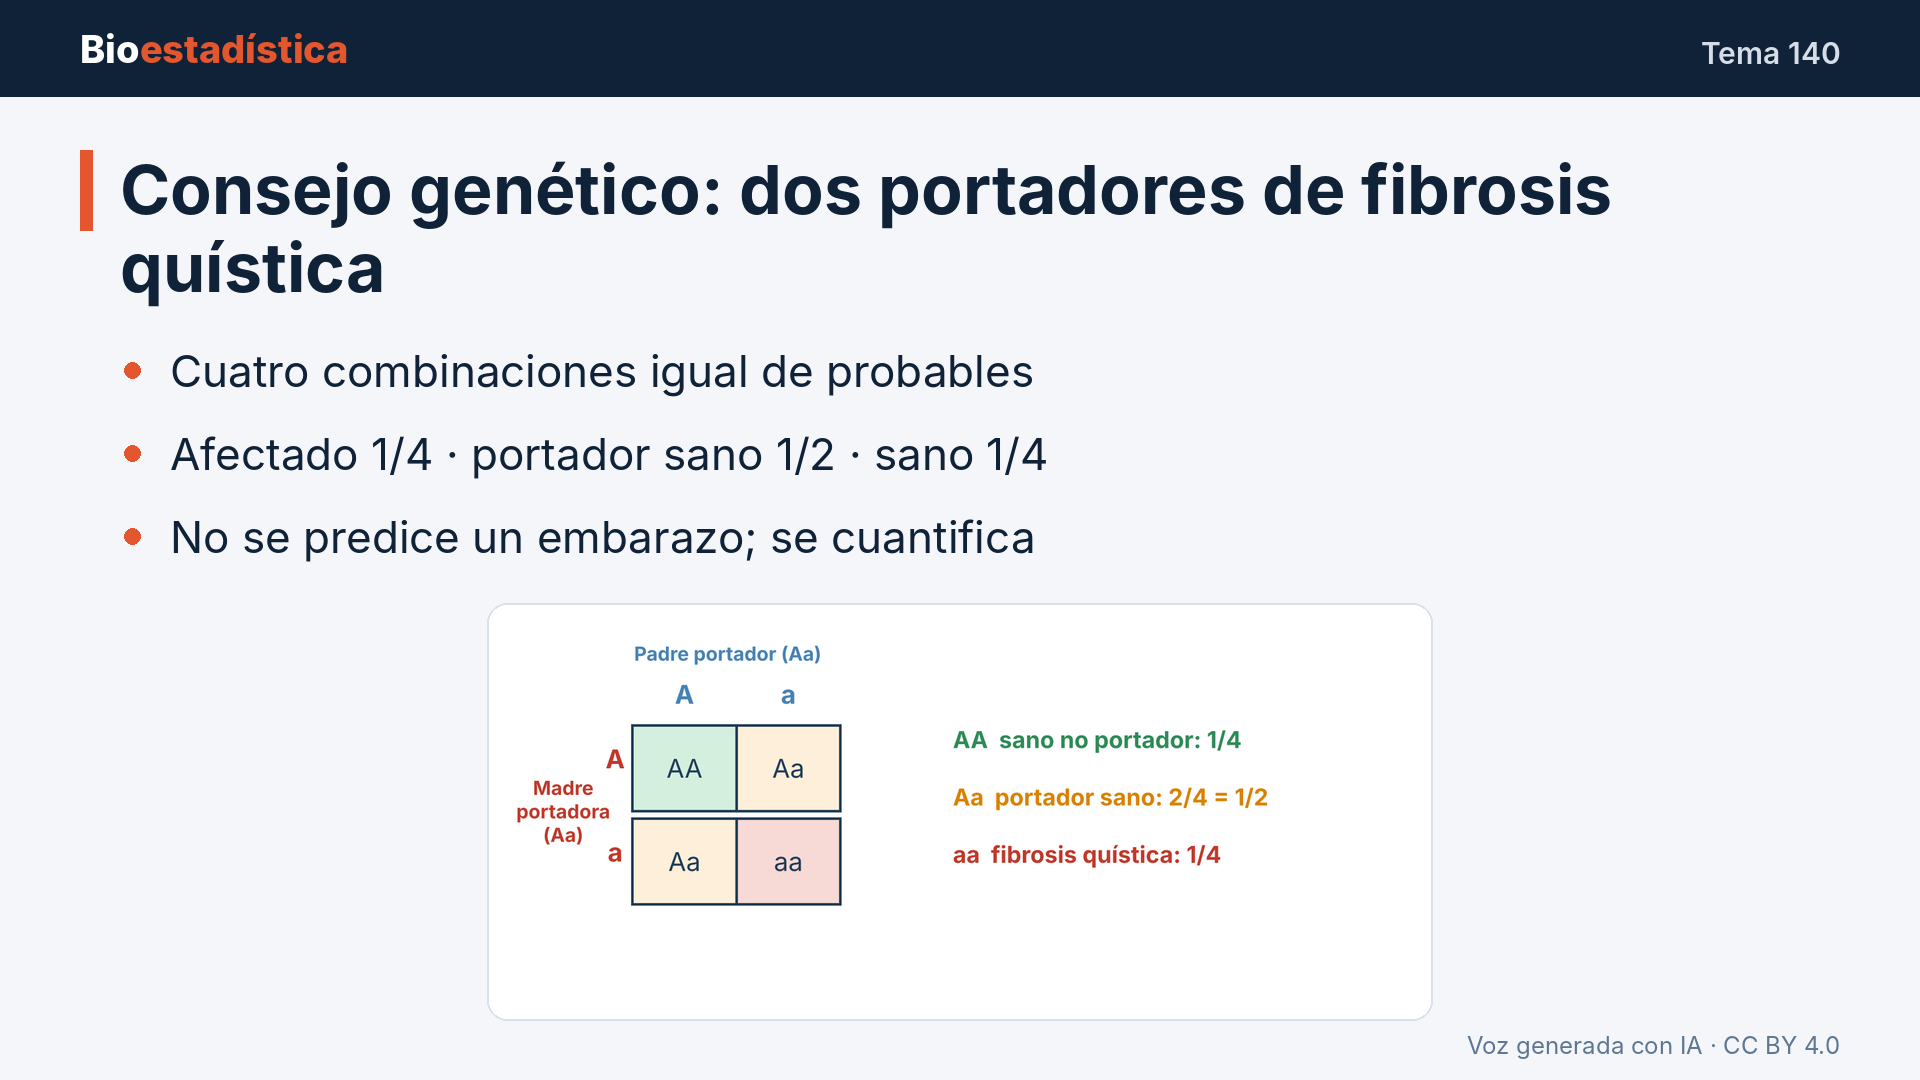 Bioestadística
Tema 140
Consejo genético: dos portadores de fibrosis
quística
Cuatro combinaciones igual de probables
Afectado 1/4 · portador sano 1/2 · sano 1/4
No se predice un embarazo; se cuantifica
Padre portador (Aa)
A a
A
AA Aa
Madre
portadora
(Aa)
a
Aa aa
AA sano no portador: 1/4
Aa portador sano: 2/4 = 1/2
aa fibrosis quística: 1/4
Voz generada con IA · CC BY 4.0